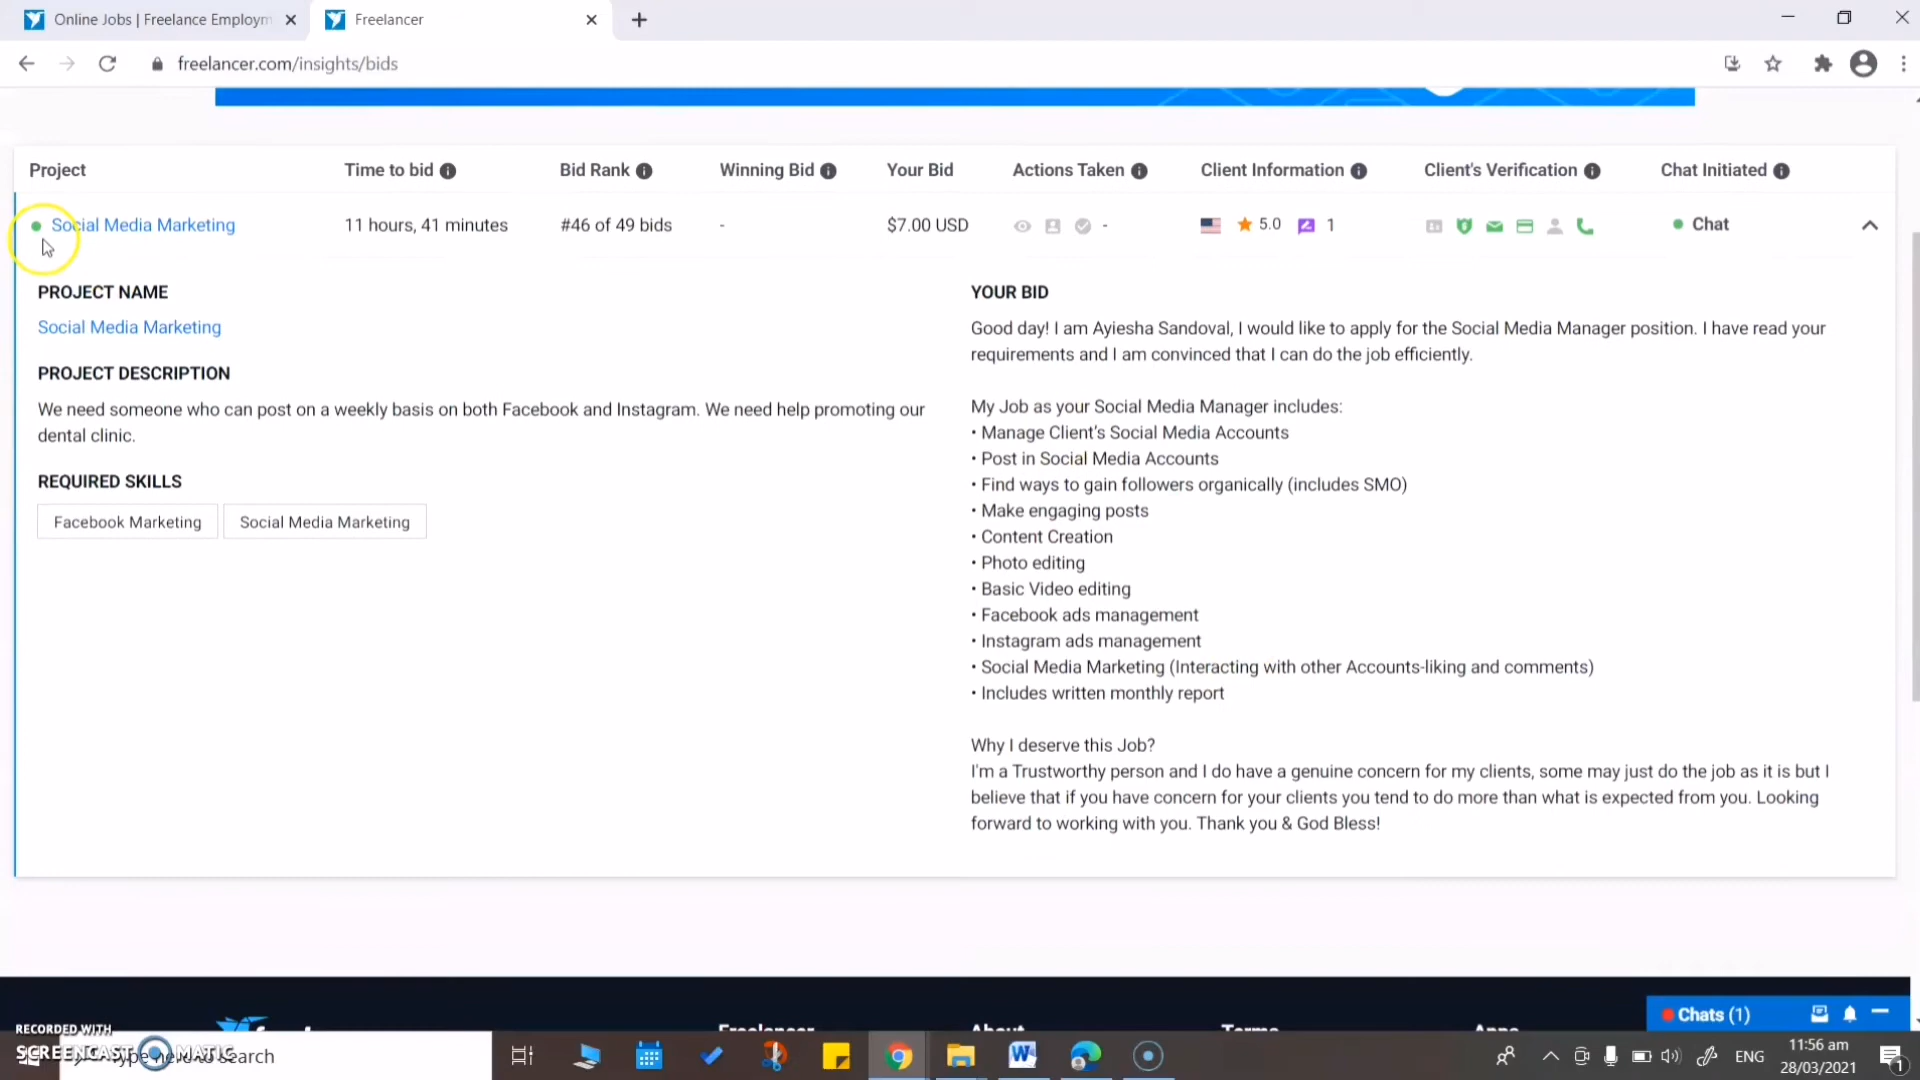 Online Jobs | Freelance Employm
Freelancer
freelancer.com/insights/bids
Project Time to bid Bid Rank Winning Bid Your Bid Actions Taken Client Information Client's Verification Chat Initiated
Social Media Marketing 11 hours, 41 minutes #46 of 49 bids - $7.00 USD - 5.0 1 Chat
PROJECT NAME
Social Media Marketing
PROJECT DESCRIPTION
We need someone who can post on a weekly basis on both Facebook and Instagram. We need help promoting our
dental clinic.
REQUIRED SKILLS
Facebook Marketing Social Media Marketing
YOUR BID
Good day! I am Ayiesha Sandoval, I would like to apply for the Social Media Manager position. I have read your
requirements and I am convinced that I can do the job efficiently.
My Job as your Social Media Manager includes:
• Manage Client's Social Media Accounts
• Post in Social Media Accounts
• Find ways to gain followers organically (includes SMO)
• Make engaging posts
• Content Creation
• Photo editing
• Basic Video editing
• Facebook ads management
• Instagram ads management
• Social Media Marketing (Interacting with other Accounts-liking and comments)
• Includes written monthly report
Why I deserve this Job?
I'm a Trustworthy person and I do have a genuine concern for my clients, some may just do the job as it is but I
believe that if you have concern for your clients you tend to do more than what is expected from you. Looking
forward to working with you. Thank you & God Bless!
Freelancer About Terms Apps
Chats (1)
RECORDED WITH
SCREENCAST MATIC
Type here to search
ENG
11:56 am
28/03/2021
1